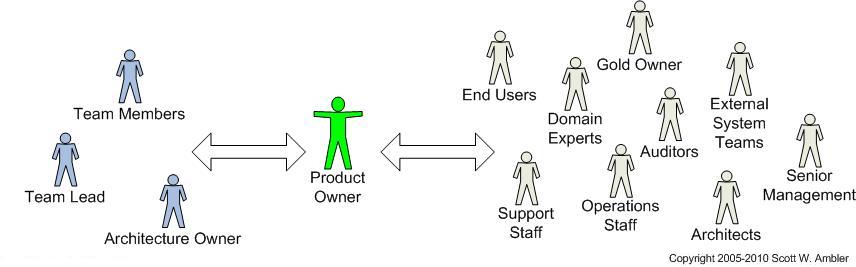 Team Members
Team Lead
Architecture Owner
Product
Owner
End Users
Domain
Experts
Gold Owner
External
System
Teams
Auditors
Senior
Management
Support
Staff
Operations
Staff
Architects
Copyright 2005-2010 Scott W. Ambler